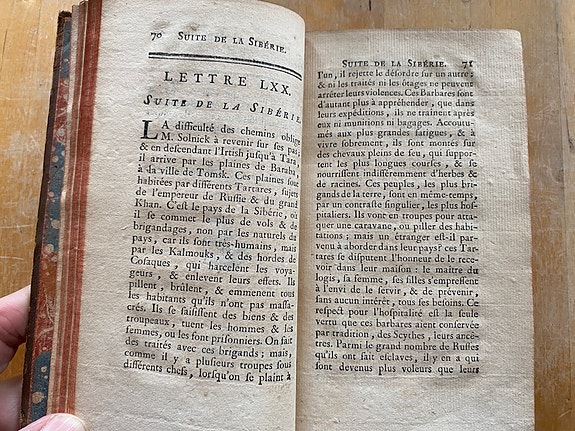 70 SUITE DE LA SIBÉRIE.
LETTRE LXX.
SUITE DE LA SIBÉRIE.
LA difficulté des chemins oblige
M. Solnick à revenir sur ses pas;
& en descendant l'Irtish jusqu'à Tara,
il arrive par les plaines de Baraba,
à la ville de Tomsk. Ces plaines sont
habitées par différents Tartares, sujets
de l'empereur de Russie & du grand
Khan. C'est le pays de la Sibérie, où
il se commet le plus de vols & de
brigandages, non par les naturels du
pays, car ils sont très-humains, mais
par les Kalmouks, & des hordes de
Cosaques, qui harcelent les voya-
geurs, & enlevent leurs effets. Ils
pillent, brûlent, & emmenent tous
les habitants qu'ils n'ont pas massa-
crés. Ils se saisissent des biens & des
troupeaux, tuent les hommes & les
femmes, ou les font prisonniers. On fait
des traités avec ces brigands; mais,
comme il y a plusieurs troupes sous
différents chefs, lorsqu'on se plaint à
SUITE DE LA SIBÉRIE. 71
l'un, il rejette le désordre sur un autre;
& ni les traités ni les ôtages ne peuvent
arrêter leurs violences. Ces Barbares sont
d'autant plus à appréhender, que dans
leurs expéditions, ils ne traînent après
eux ni munitions ni bagages. Accoutu-
més aux plus grandes fatigues, & à
vivre sobrement, ils sont montés sur
des chevaux pleins de feu, qui suppor-
tent les plus longues courses, & se
nourrissent indifféremment d'herbes &
de racines. Ces peuples, les plus bri-
gands de la terre, sont en même-temps,
par un contraste singulier, les plus hos-
pitaliers. Ils vont en troupes pour atta-
quer une caravane, ou piller des habi-
tations; mais un étranger est-il par-
venu à aborder dans leur pays? ces Tar-
tares se disputent l'honneur de le rece-
voir dans leur maison: le maître du
logis, sa femme, ses filles s'empressent
à l'envi de le servir, & de prévenir,
sans aucun intérêt, tous ses besoins. Ce
respect pour l'hospitalité est la seule
vertu que ces barbares aient conservée
par tradition, des Scythes, leurs ancê-
tres. Parmi le grand nombre de Russes
qu'ils ont fait esclaves, il y en a qui
sont devenus plus voleurs que leurs